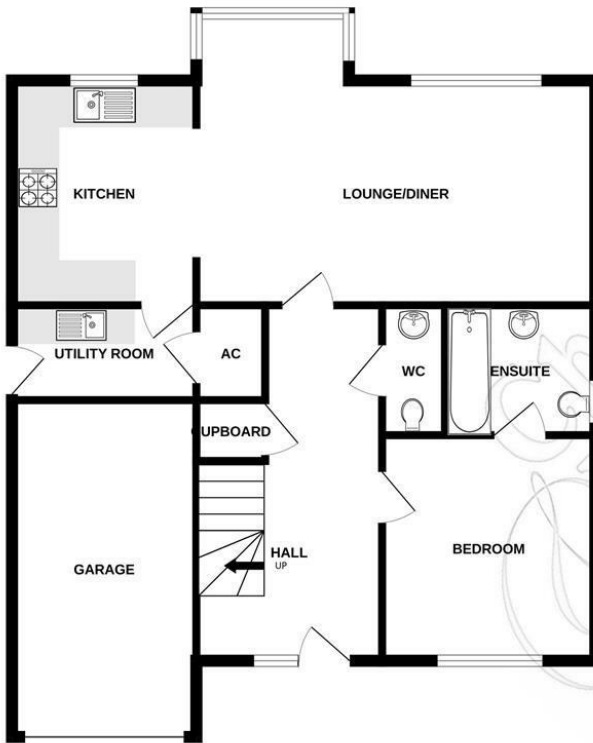 KITCHEN
LOUNGE/DINER
UTILITY ROOM
AC
WC
ENSUITE
CUPBOARD
GARAGE
HALL
UP
BEDROOM